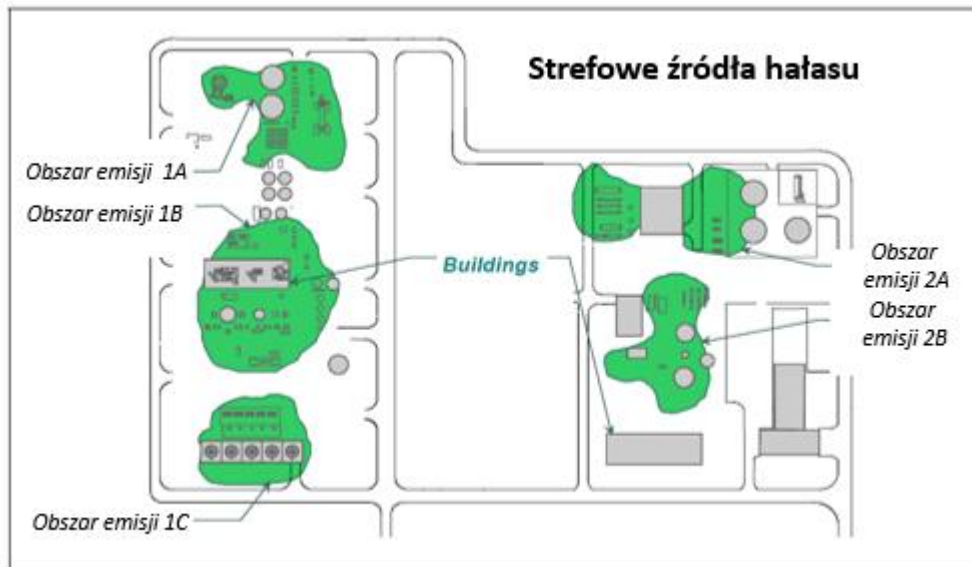 Strefowe źródła hałasu
Obszar emisji 1A
Obszar emisji 1B
Buildings
Obszar
emisji 2A
Obszar
emisji 2B
Obszar emisji 1C